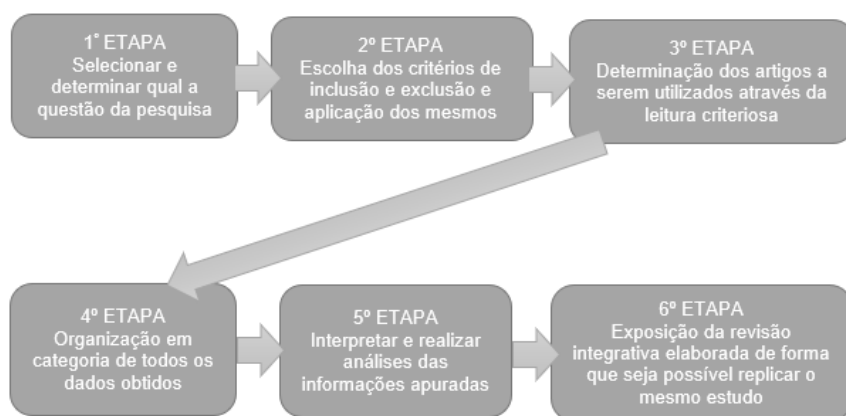 1° ETAPA
Selecionar e
determinar qual a
questão da pesquisa
2º ETAPA
Escolha dos critérios de
inclusão e exclusão e
aplicação dos mesmos
3º ETAPA
Determinação dos artigos a
serem utilizados através da
leitura criteriosa
4º ETAPA
Organização em
categoria de todos os
dados obtidos
5º ETAPA
Interpretar e realizar
análises das
informações apuradas
6º ETAPA
Exposição da revisão
integrativa elaborada de forma
que seja possível replicar o
mesmo estudo